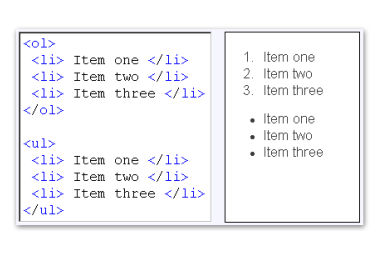 <ol>
<li> Item one </li>
<li> Item two </li>
<li> Item three </li>
</ol>
<ul>
<li> Item one </li>
<li> Item two </li>
<li> Item three </li>
</ul>
1. Item one
2. Item two
3. Item three
• Item one
• Item two
• Item three